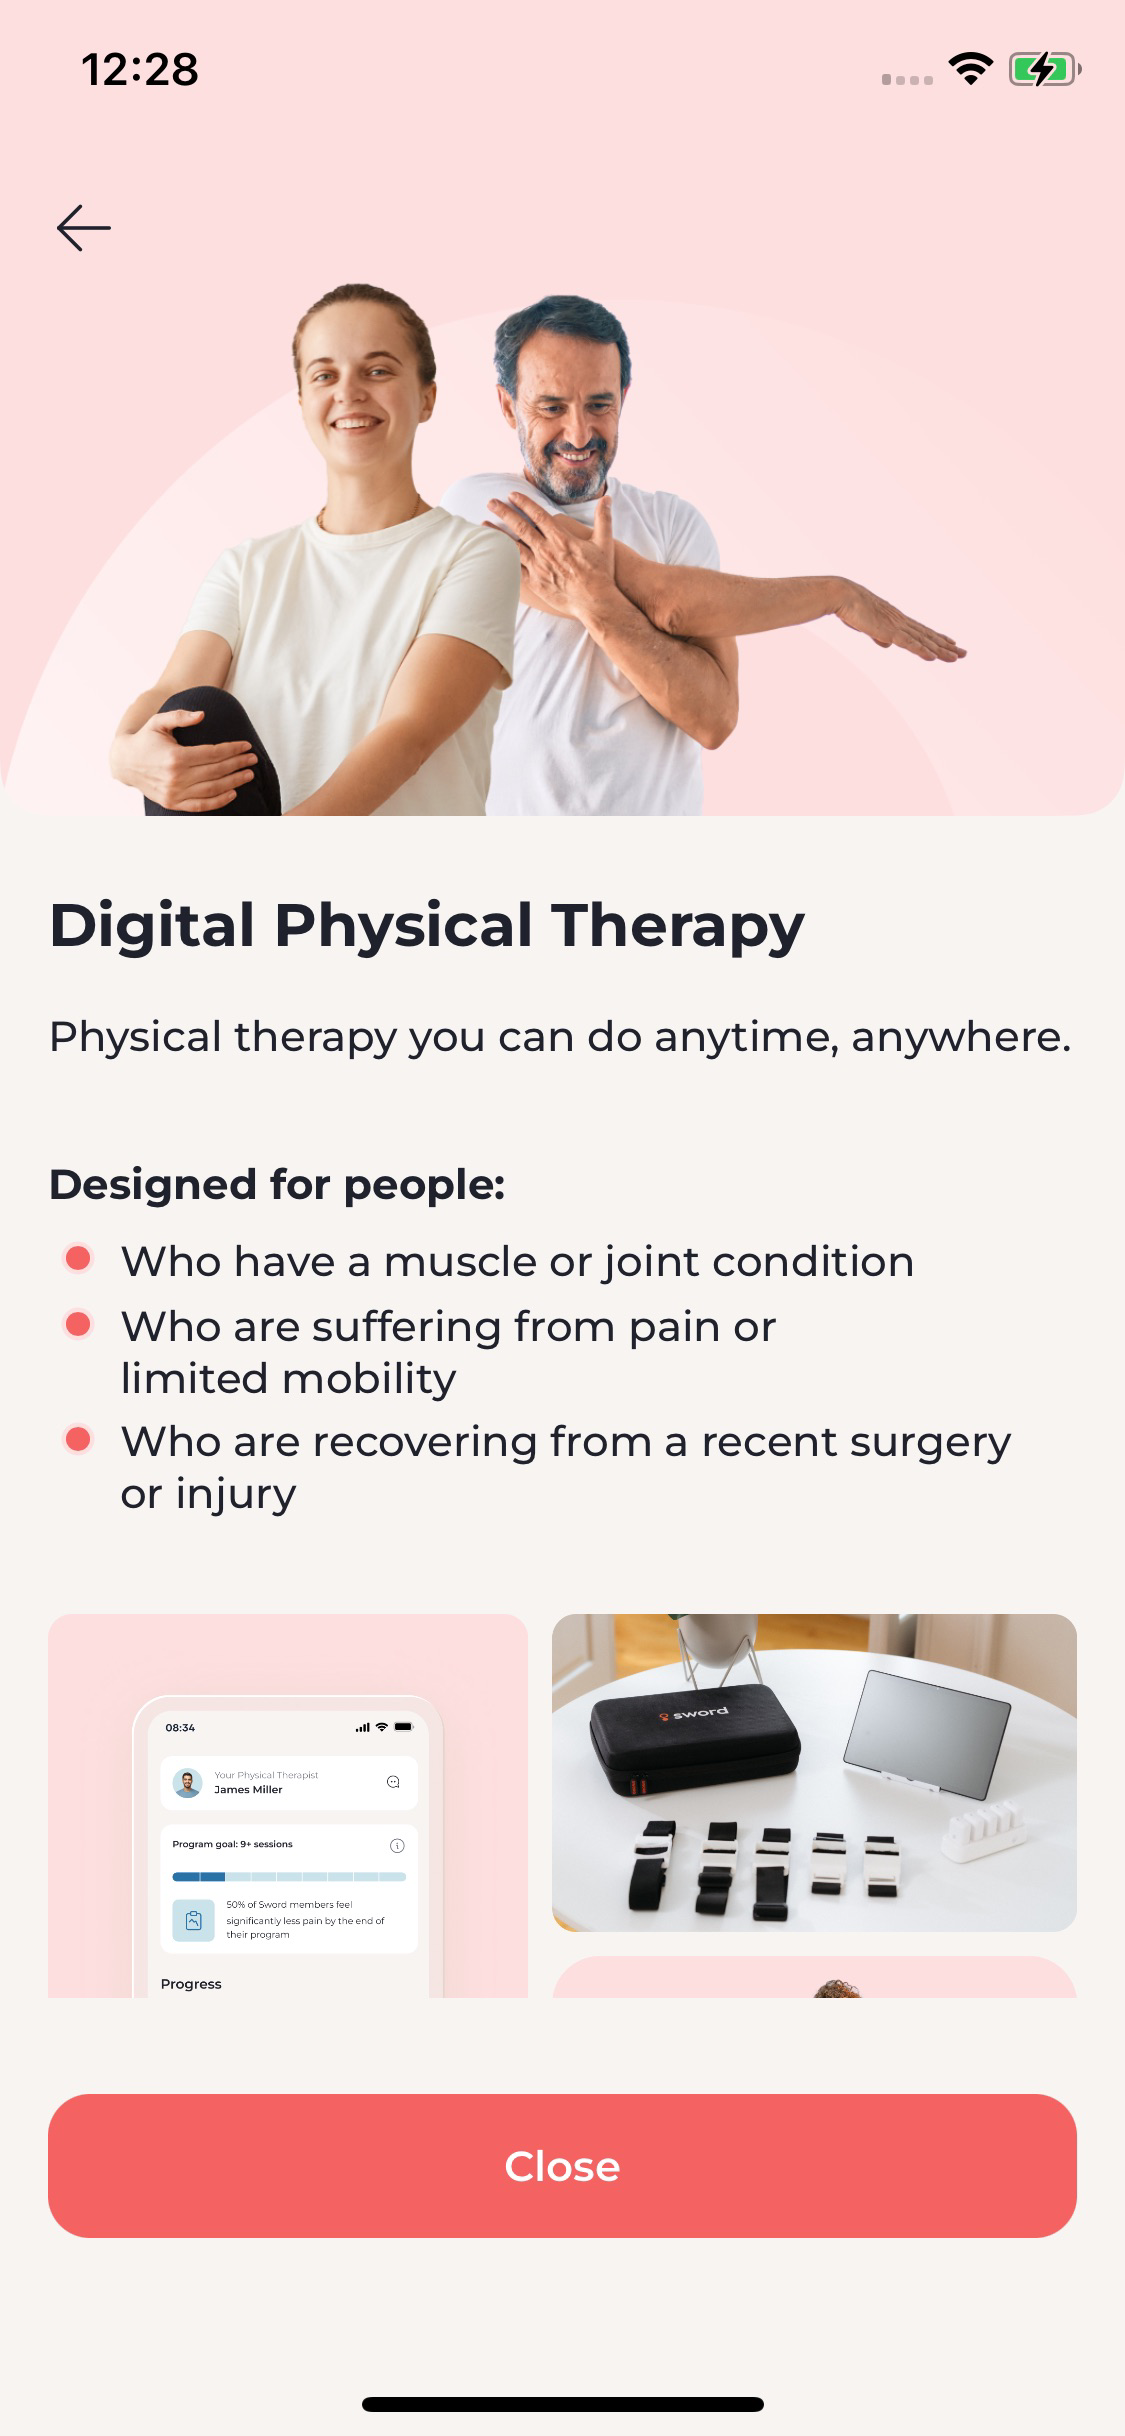 12:28
Digital Physical Therapy
Physical therapy you can do anytime, anywhere.
Designed for people:
Who have a muscle or joint condition
Who are suffering from pain or
limited mobility
Who are recovering from a recent surgery
or injury
08:34
Your Physical Therapist
James Miller
Program goal: 9+ sessions
50% of Sword members feel
significantly less pain by the end of
their program
Progress
sword
Close